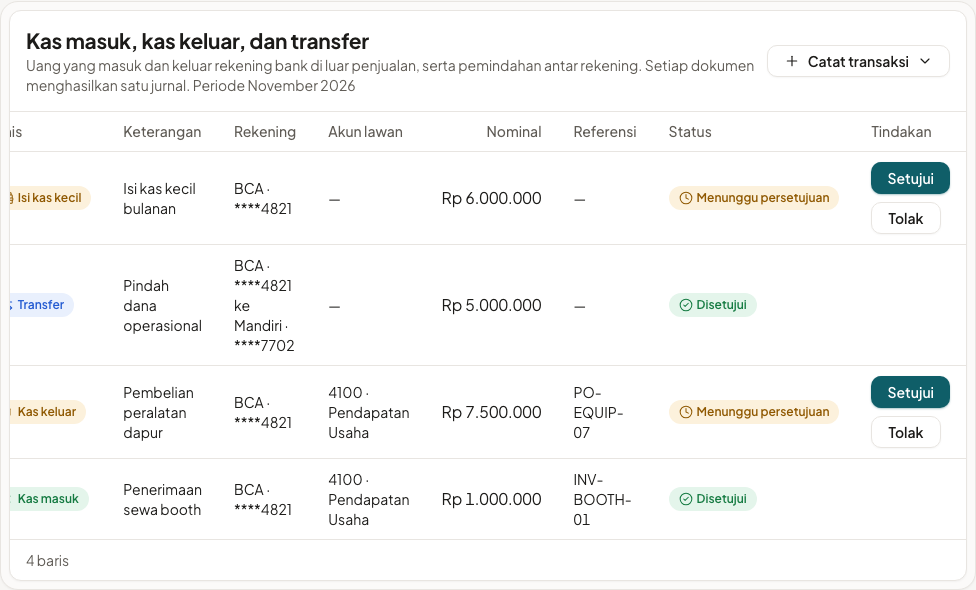 Kas masuk, kas keluar, dan transfer
Uang yang masuk dan keluar rekening bank di luar penjualan, serta pemindahan antar rekening. Setiap dokumen
menghasilkan satu jurnal. Periode November 2026
+ Catat transaksi
Keterangan Rekening Akun lawan Nominal Referensi Status Tindakan
Isi kas kecil
Isi kas kecil
bulanan
BCA ·
****4821
—
Rp 6.000.000
—
Menunggu persetujuan
Setujui
Tolak
Transfer
Pindah
dana
operasional
BCA ·
****4821
ke
Mandiri ·
****7702
—
Rp 5.000.000
—
Disetujui
Kas keluar
Pembelian
peralatan
dapur
BCA ·
****4821
4100 ·
Pendapatan
Usaha
Rp 7.500.000
PO-
EQUIP-
07
Menunggu persetujuan
Setujui
Tolak
Kas masuk
Penerimaan
sewa booth
BCA ·
****4821
4100 ·
Pendapatan
Usaha
Rp 1.000.000
INV-
BOOTH-
01
Disetujui
4 baris